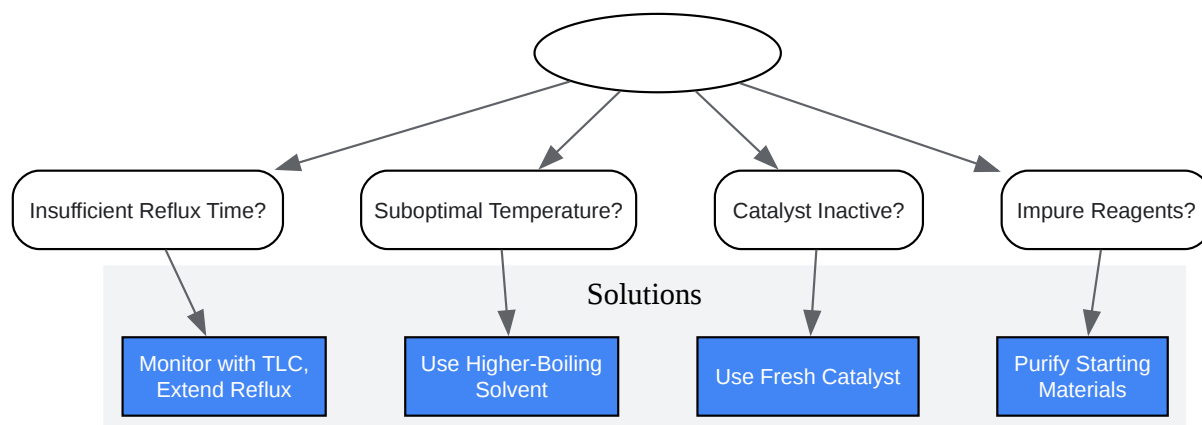 Insufficient Reflux Time?
Suboptimal Temperature?
Catalyst Inactive?
Impure Reagents?
Solutions
Monitor with TLC,
Extend Reflux
Use Higher-Boiling
Solvent
Use Fresh Catalyst
Purify Starting
Materials